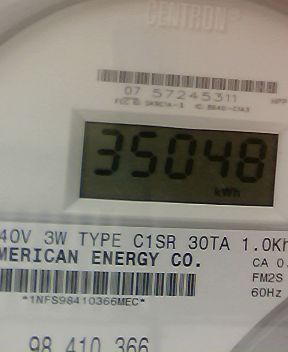 CENTRON®
07 57245311
35048
kWh
40V 3W TYPE C1SR 30TA 1.0Kh
MERICAN ENERGY CO.
CA 0.
FM2S
60Hz
*1NFS98410366MEC*
98 410 366